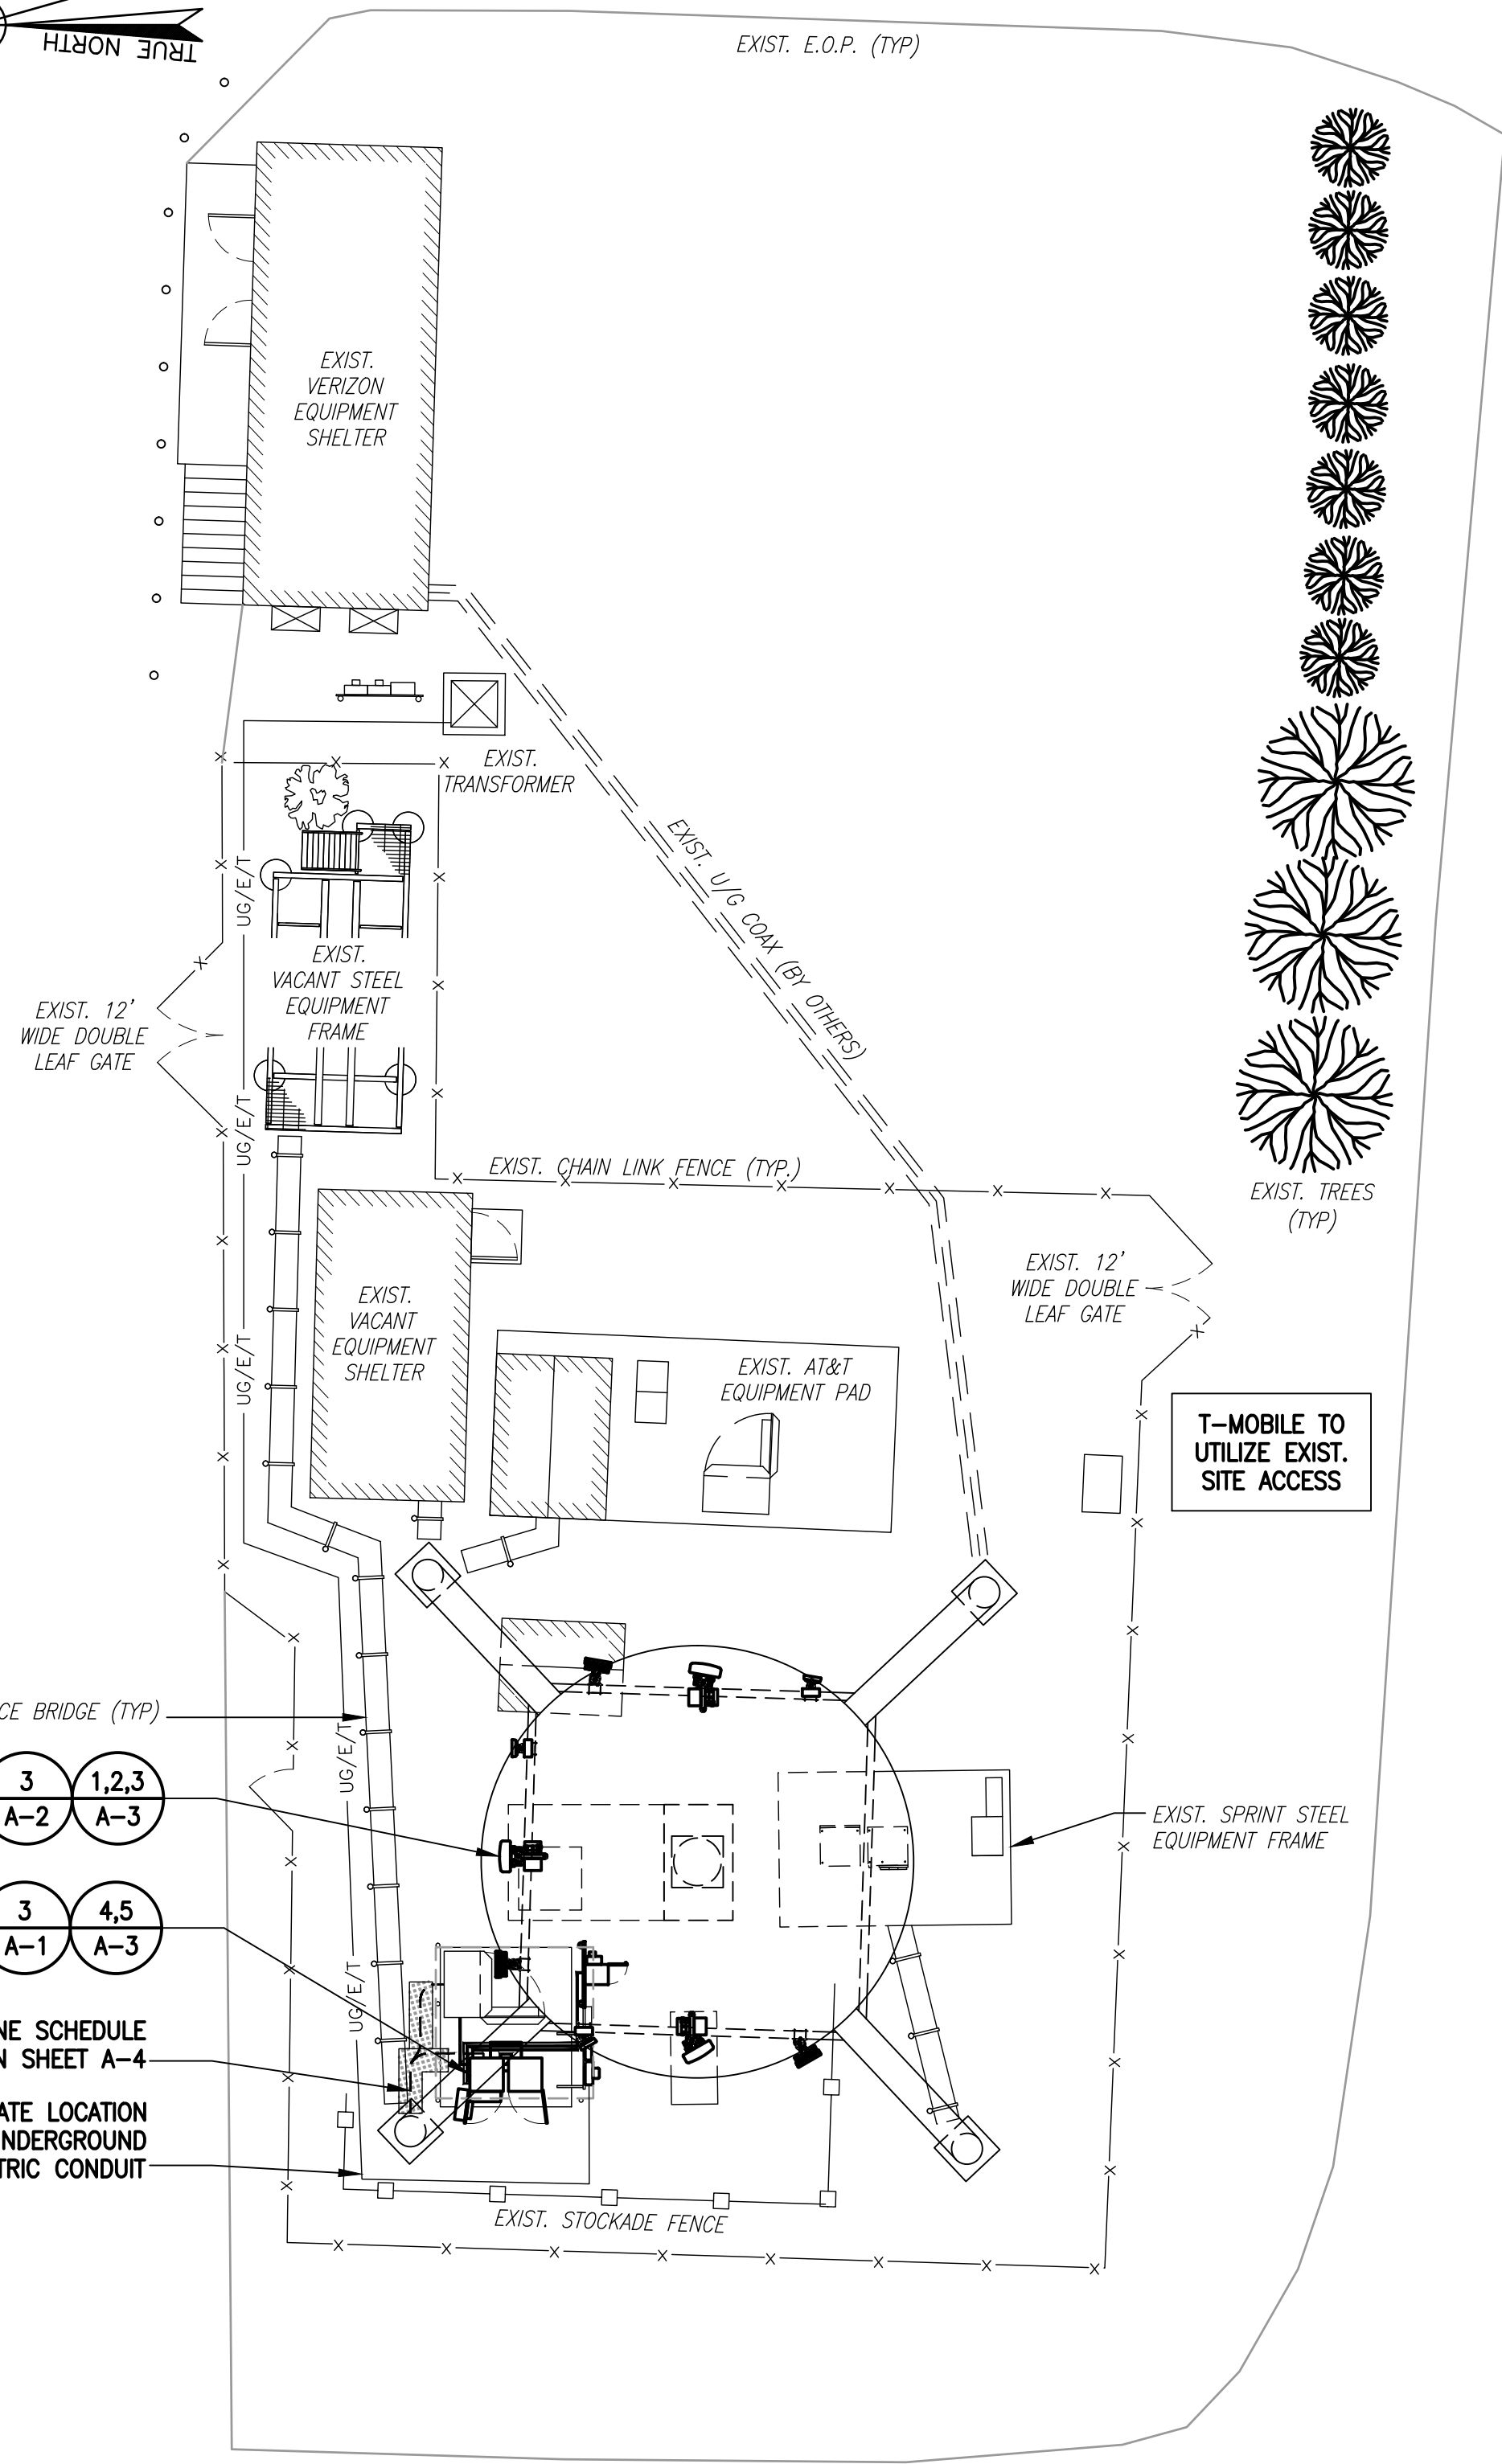 TRUE NORTH
EXIST. E.O.P. (TYP)
EXIST.
VERIZON
EQUIPMENT
SHELTER
EXIST.
TRANSFORMER
EXIST. U/G COAX (BY OTHERS)
UG/E/T
EXIST.
VACANT STEEL
EQUIPMENT
FRAME
EXIST. 12'
WIDE DOUBLE
LEAF GATE
UG/E/T
EXIST. CHAIN LINK FENCE (TYP.)
EXIST. TREES
(TYP)
EXIST. 12'
WIDE DOUBLE
LEAF GATE
EXIST.
VACANT
EQUIPMENT
SHELTER
UG/E/T
EXIST. AT&T
EQUIPMENT PAD
T-MOBILE TO
UTILIZE EXIST.
SITE ACCESS
CE BRIDGE (TYP)
UG/E/T
3
A-2
1,2,3
A-3
EXIST. SPRINT STEEL
EQUIPMENT FRAME
3
A-1
4,5
A-3
UG/E/T
NE SCHEDULE
N SHEET A-4
ATE LOCATION
NDERGROUND
TRIC CONDUIT
EXIST. STOCKADE FENCE